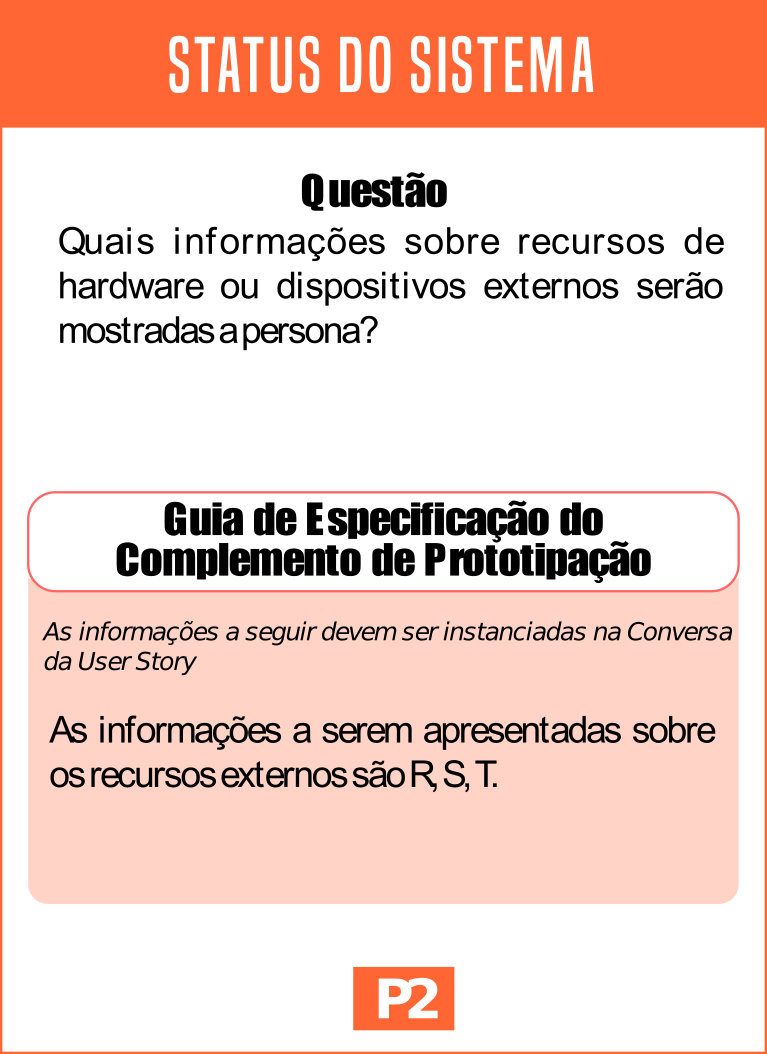 STATUS DO SISTEMA
Questão
Quais informações sobre recursos de
hardware ou dispositivos externos serão
mostradas a persona?
Guia de Especificação do
Complemento de Prototipação
As informações a seguir devem ser instanciadas na Conversa
da User Story
As informações a serem apresentadas sobre
os recursos externos são R, S, T.
P2